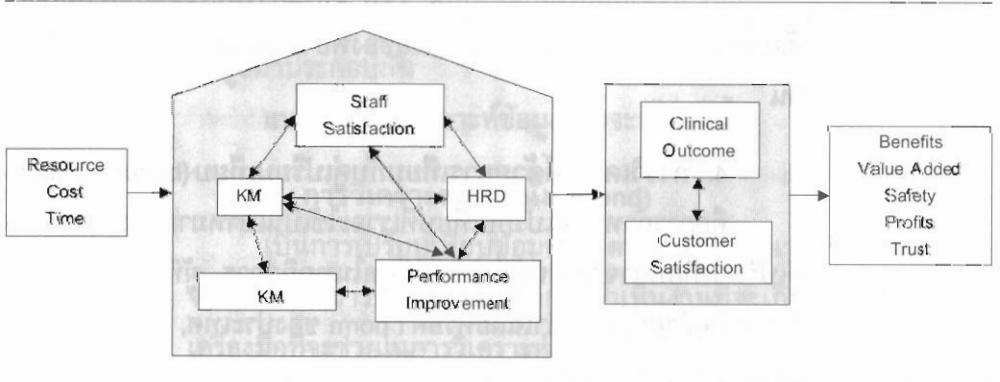 Resource
Cost
Time
Staff
Satisfaction
KM
HRD
KM
Performance
Improvement
Clinical
Outcome
Customer
Satisfaction
Benefits
Value Added
Safety
Profits
Trust